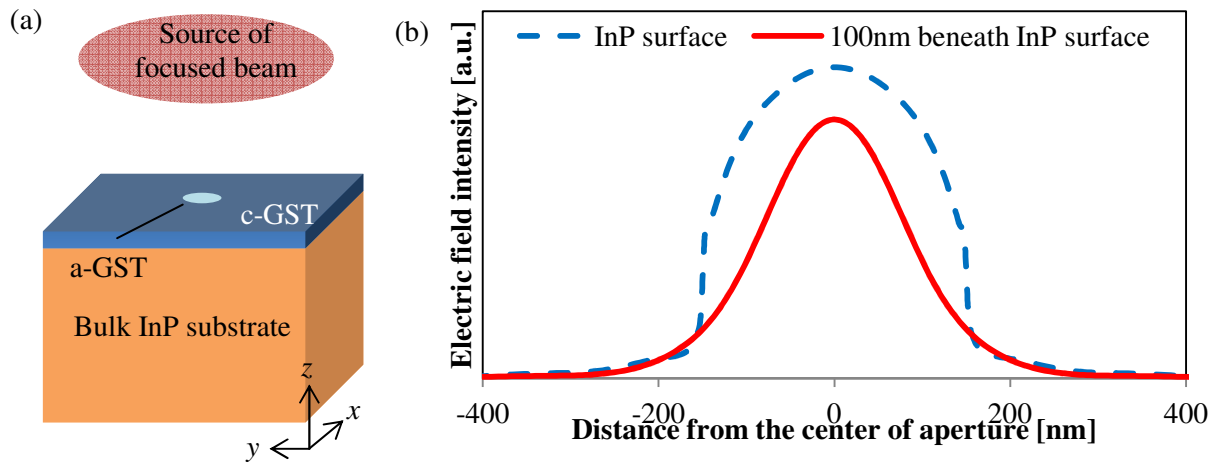 (a)
Source of
focused beam
c-GST
a-GST
Bulk InP substrate
z
x
y
(b)
InP surface
100nm beneath InP surface
Electric field intensity [a.u.]
-400
-200
0
200
400
Distance from the center of aperture [nm]